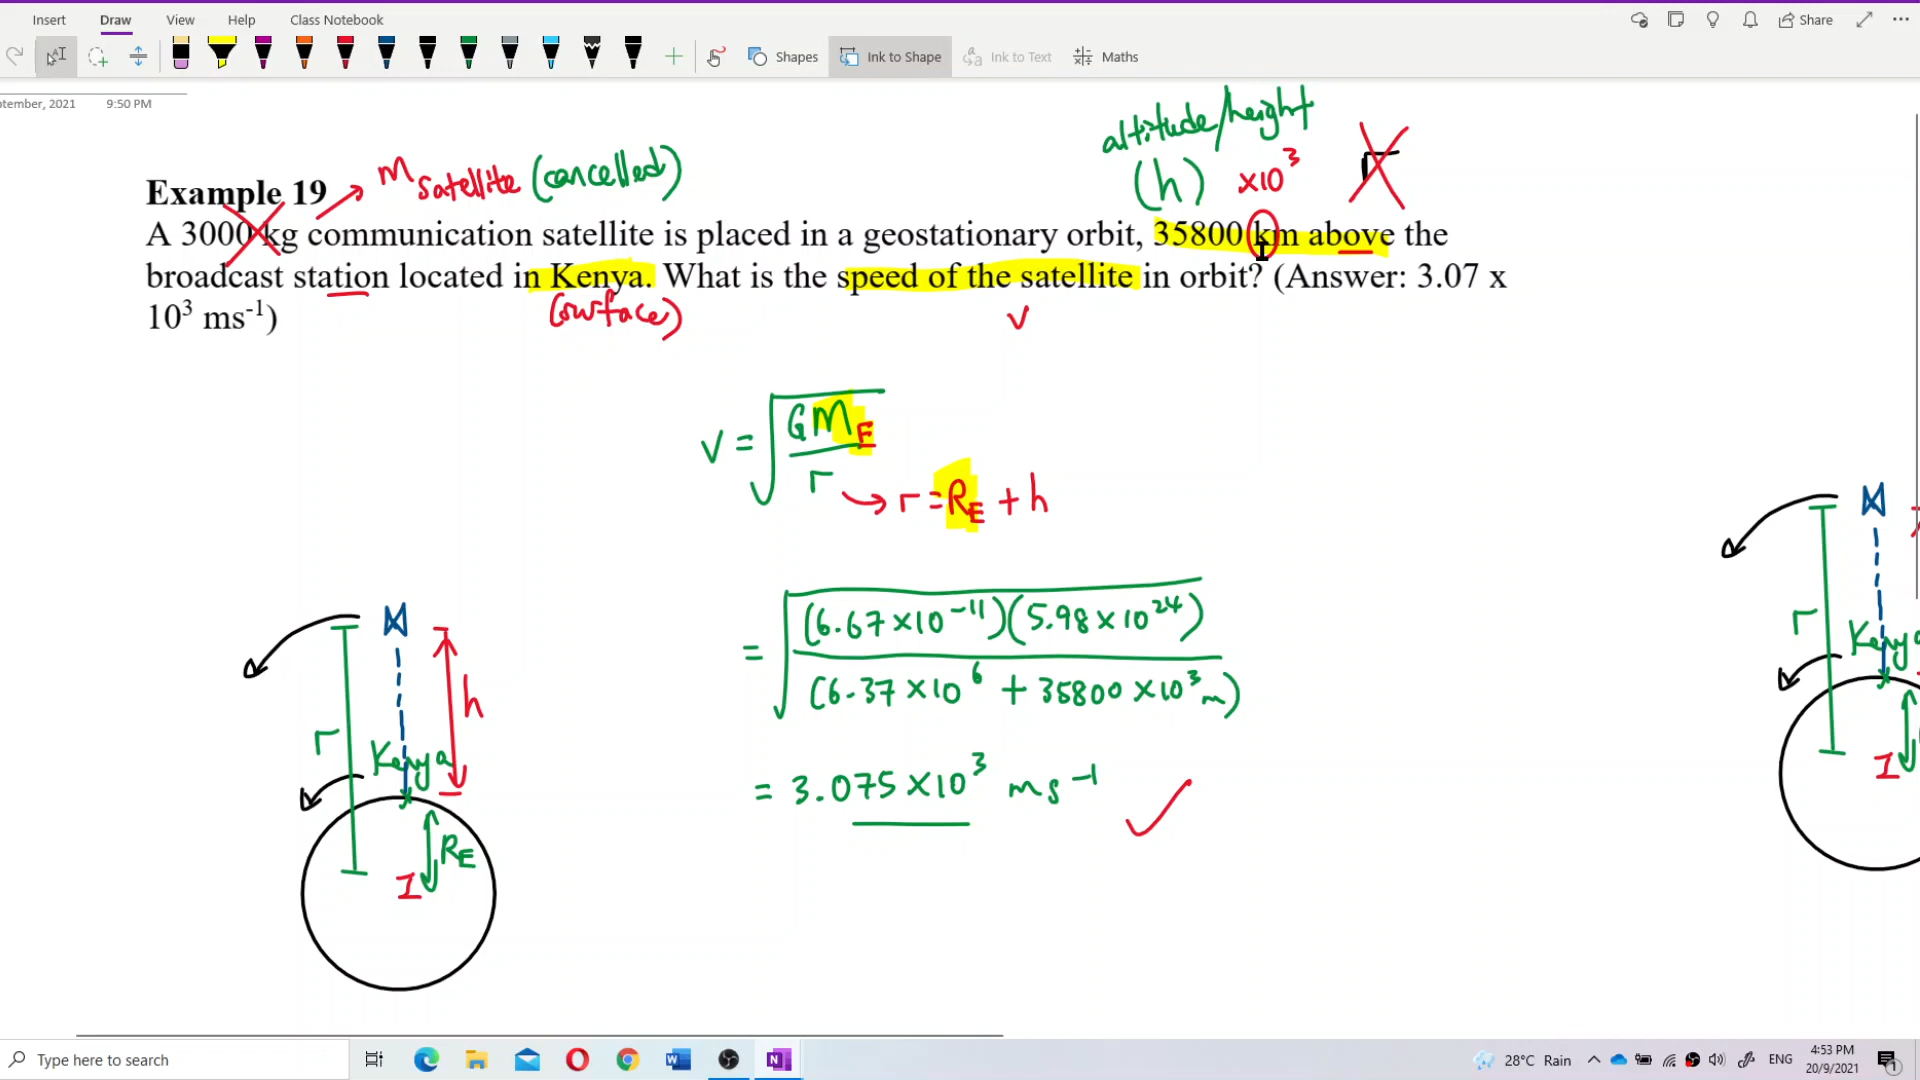 Insert Draw View Help Class Notebook Share
Shapes Ink to Shape Ink to Text Maths
tember, 2021 9:50 PM
altitude/height
m satellite (cancelled)
(h) ×10³ r
Example 19
A 3000 kg communication satellite is placed in a geostationary orbit, 35800 km above the
broadcast station located in Kenya. What is the speed of the satellite in orbit? (Answer: 3.07 x
10³ ms⁻¹)
(surface) v
v = √(GM_E / r)
→ r = R_E + h
= √((6.67×10⁻¹¹)(5.98×10²⁴) / (6.37×10⁶ + 35800×10³ m))
= 3.075×10³ ms⁻¹
h
r
Kenya
R_E
I
r
Kenya
I
Type here to search
28°C Rain ENG 4:53 PM
20/9/2021